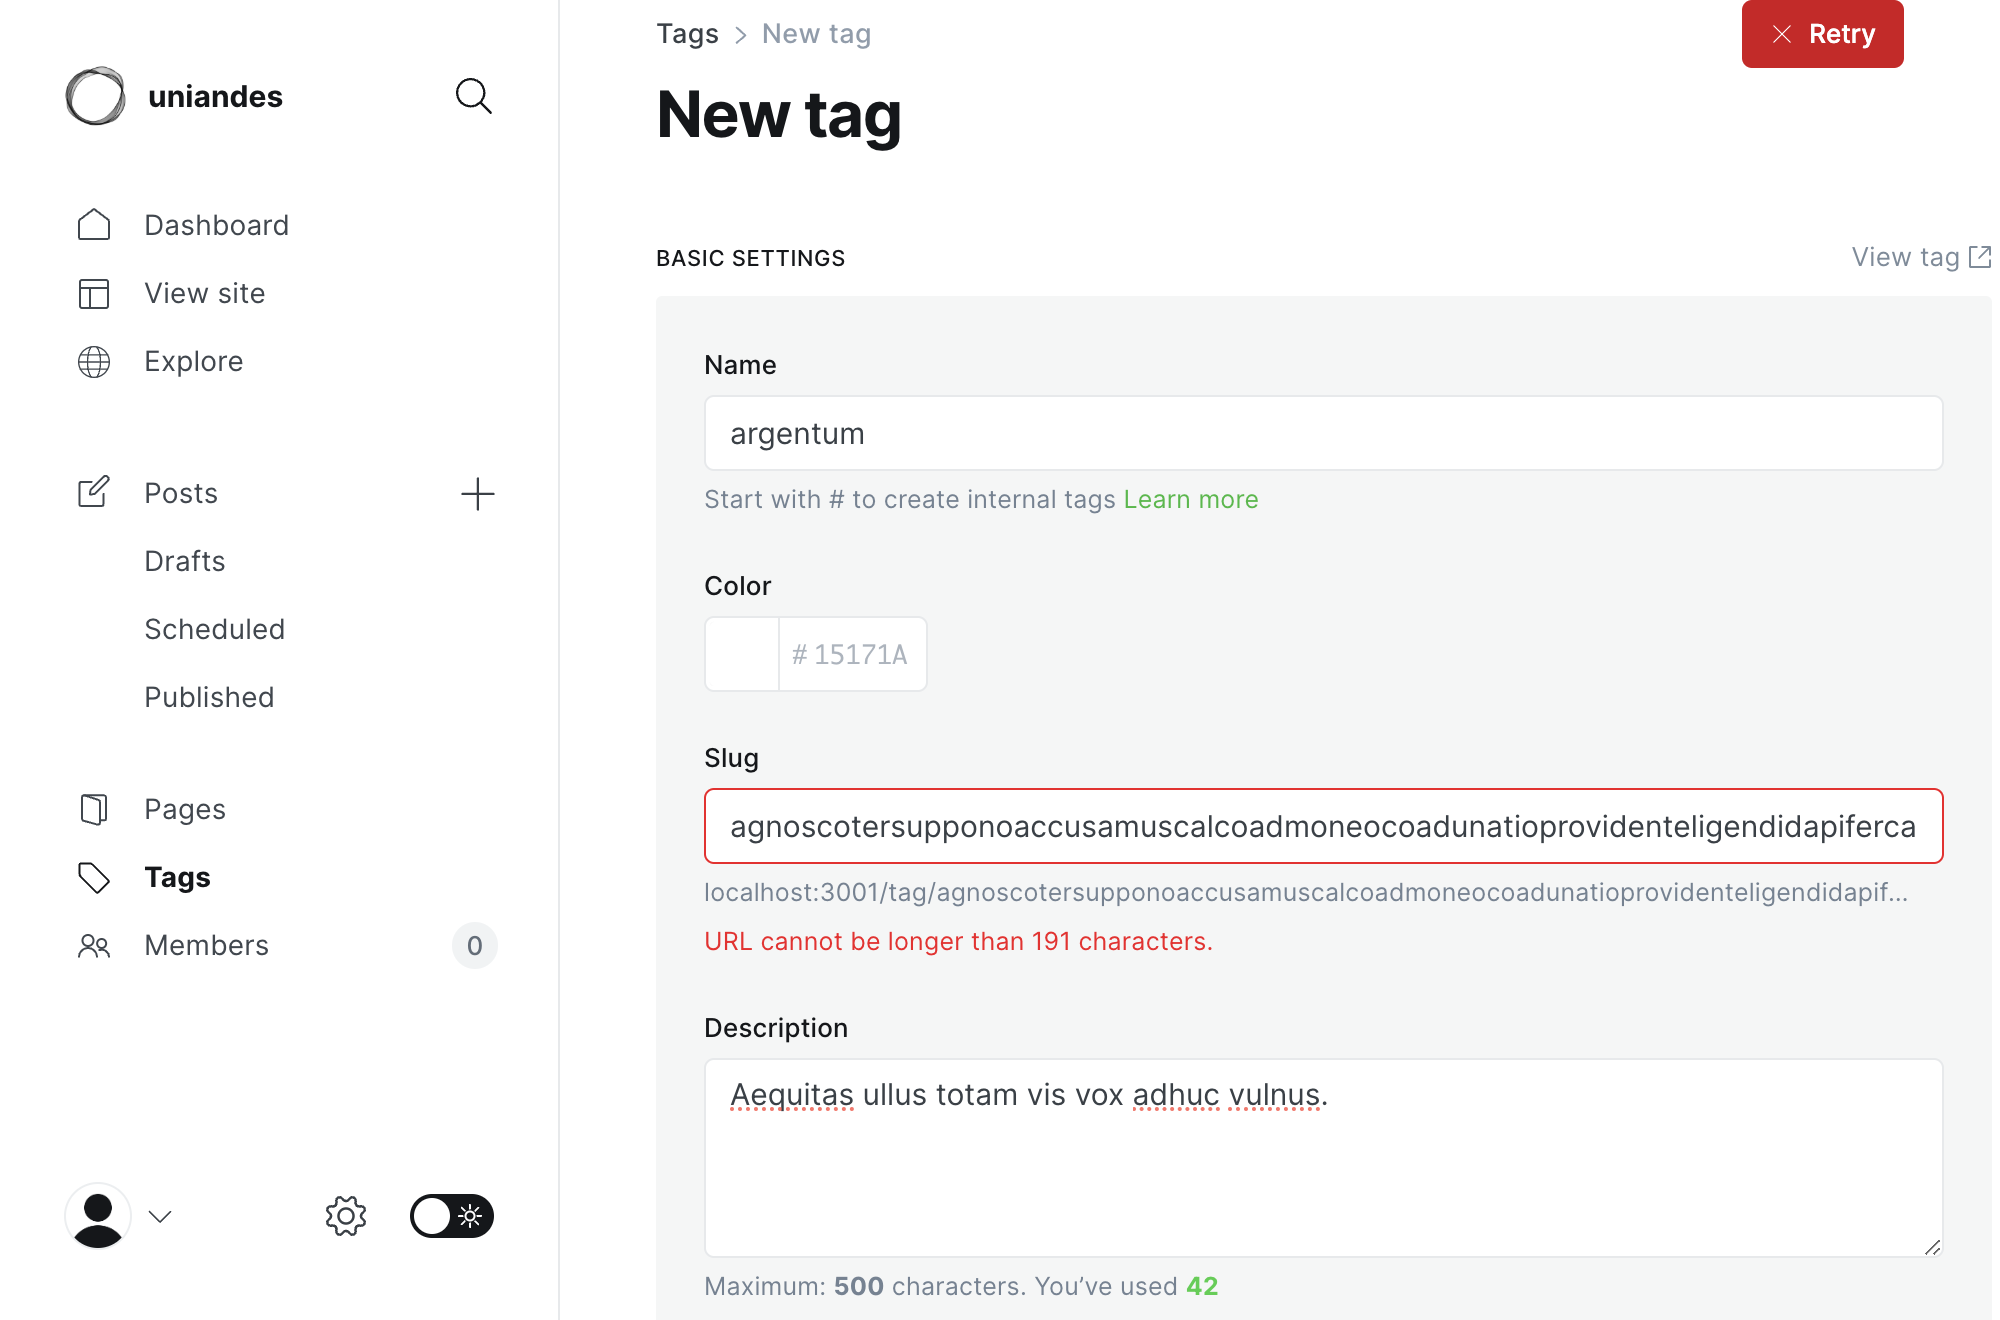 uniandes
Dashboard
View site
Explore
Posts
Drafts
Scheduled
Published
Pages
Tags
Members 0
Tags > New tag
Retry
New tag
BASIC SETTINGS
View tag
Name
argentum
Start with # to create internal tags Learn more
Color
# 15171A
Slug
agnoscotersupponoaccusamuscalcoadmoneocoadunatioprovidenteligendidapiferca
localhost:3001/tag/agnoscotersupponoaccusamuscalcoadmoneocoadunatioprovidenteligendidapif...
URL cannot be longer than 191 characters.
Description
Aequitas ullus totam vis vox adhuc vulnus.
Maximum: 500 characters. You’ve used 42